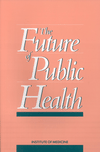 The
Future
of
Public
Health
INSTITUTE OF MEDICINE